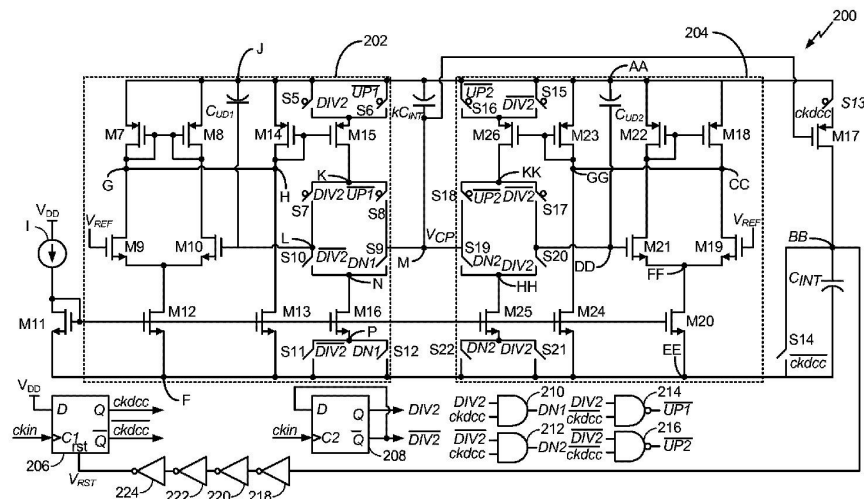 200
J
202
204
AA
S5
DIV2
UP1
S6
kC_INT
UP2
S16
DIV2
S15
S13
ckdcc
C_UD1
C_UD2
M7
M8
M14
M15
M26
M23
M22
M18
M17
G
H
K
KK
GG
CC
S7
DIV2
UP1
S8
S18
UP2
DIV2
S17
V_DD
I
V_REF
M9
M10
L
S10
DIV2
DN1
S9
M
V_CP
S19
DN2
DIV2
S20
DD
M21
M19
V_REF
BB
N
HH
FF
C_INT
M11
M12
M13
M16
M25
M24
M20
P
S11
DIV2
DN1
S12
S22
DN2
DIV2
S21
EE
S14
ckdcc
F
V_DD
D
Q
ckdcc
ckin
C1
Q
ckdcc
rst
206
V_RST
D
Q
DIV2
ckin
C2
Q
DIV2
208
DIV2
ckdcc
210
DN1
DIV2
ckdcc
214
UP1
DIV2
ckdcc
212
DN2
DIV2
ckdcc
216
UP2
224
222
220
218